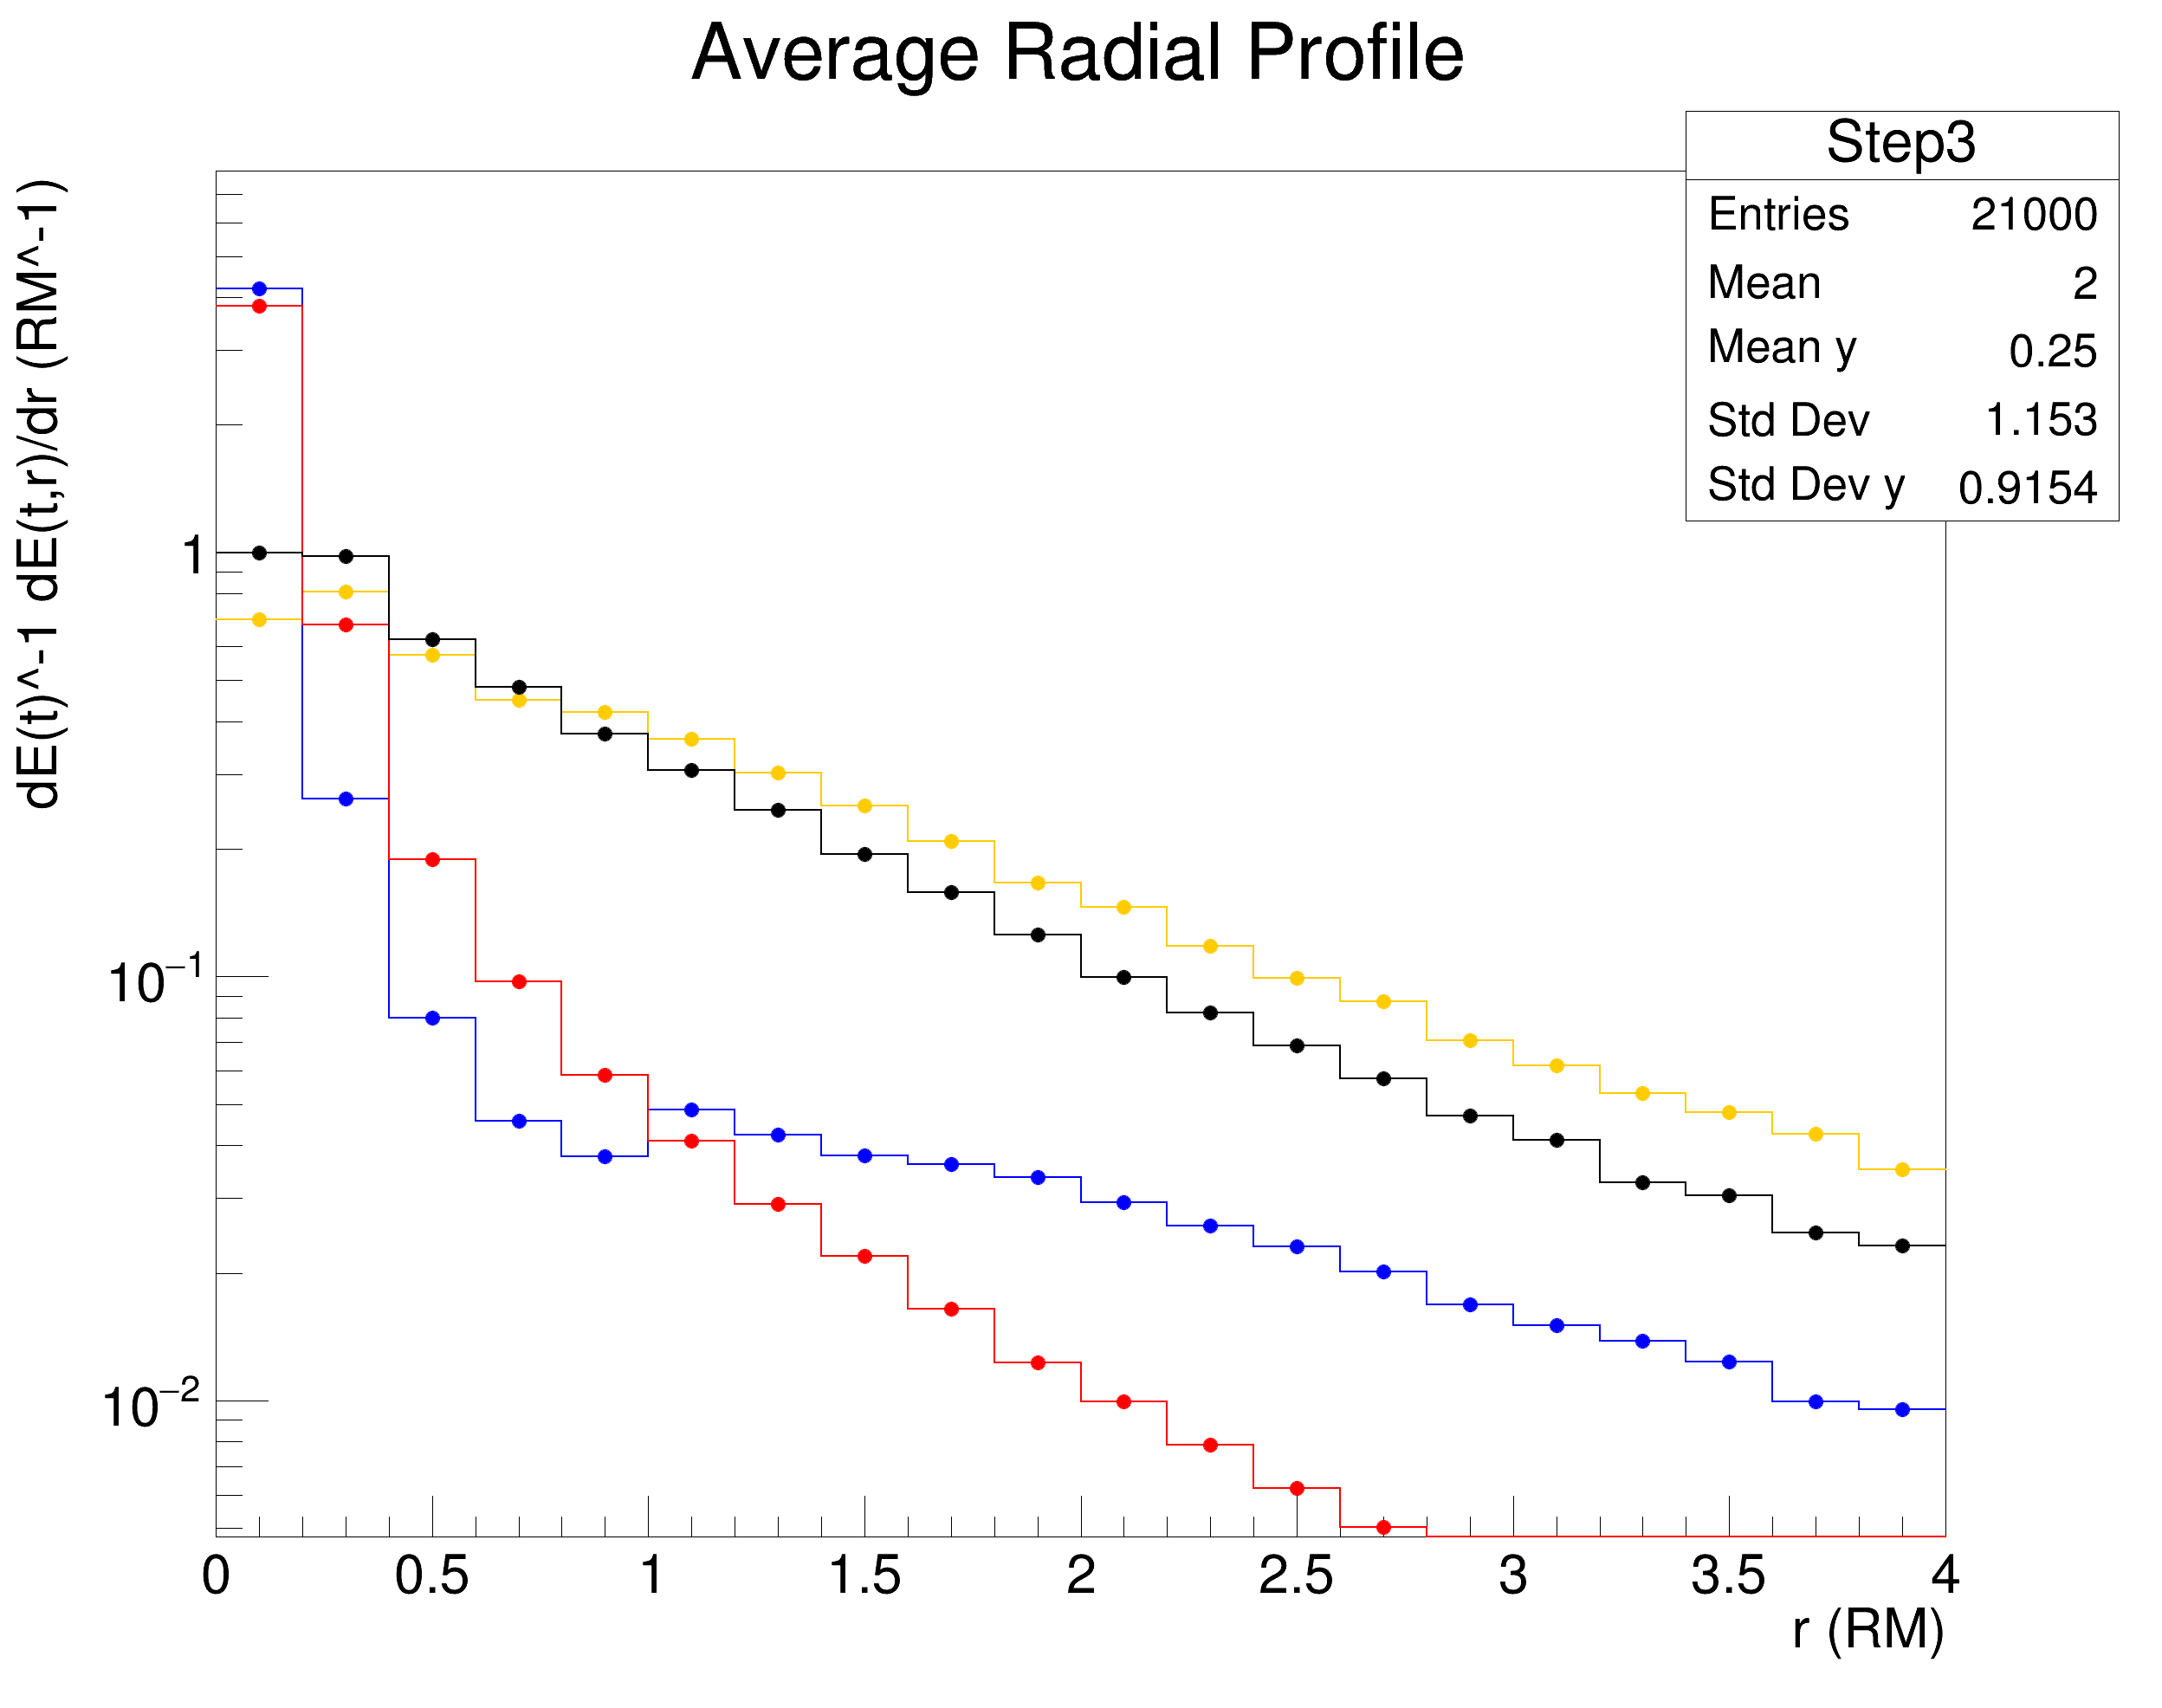 Average Radial Profile
Step3
Entries 21000
Mean 2
Mean y 0.25
Std Dev 1.153
Std Dev y 0.9154
dE(t)^-1 dE(t,r)/dr (RM^-1)
1
10−1
10−2
0 0.5 1 1.5 2 2.5 3 3.5 4
r (RM)